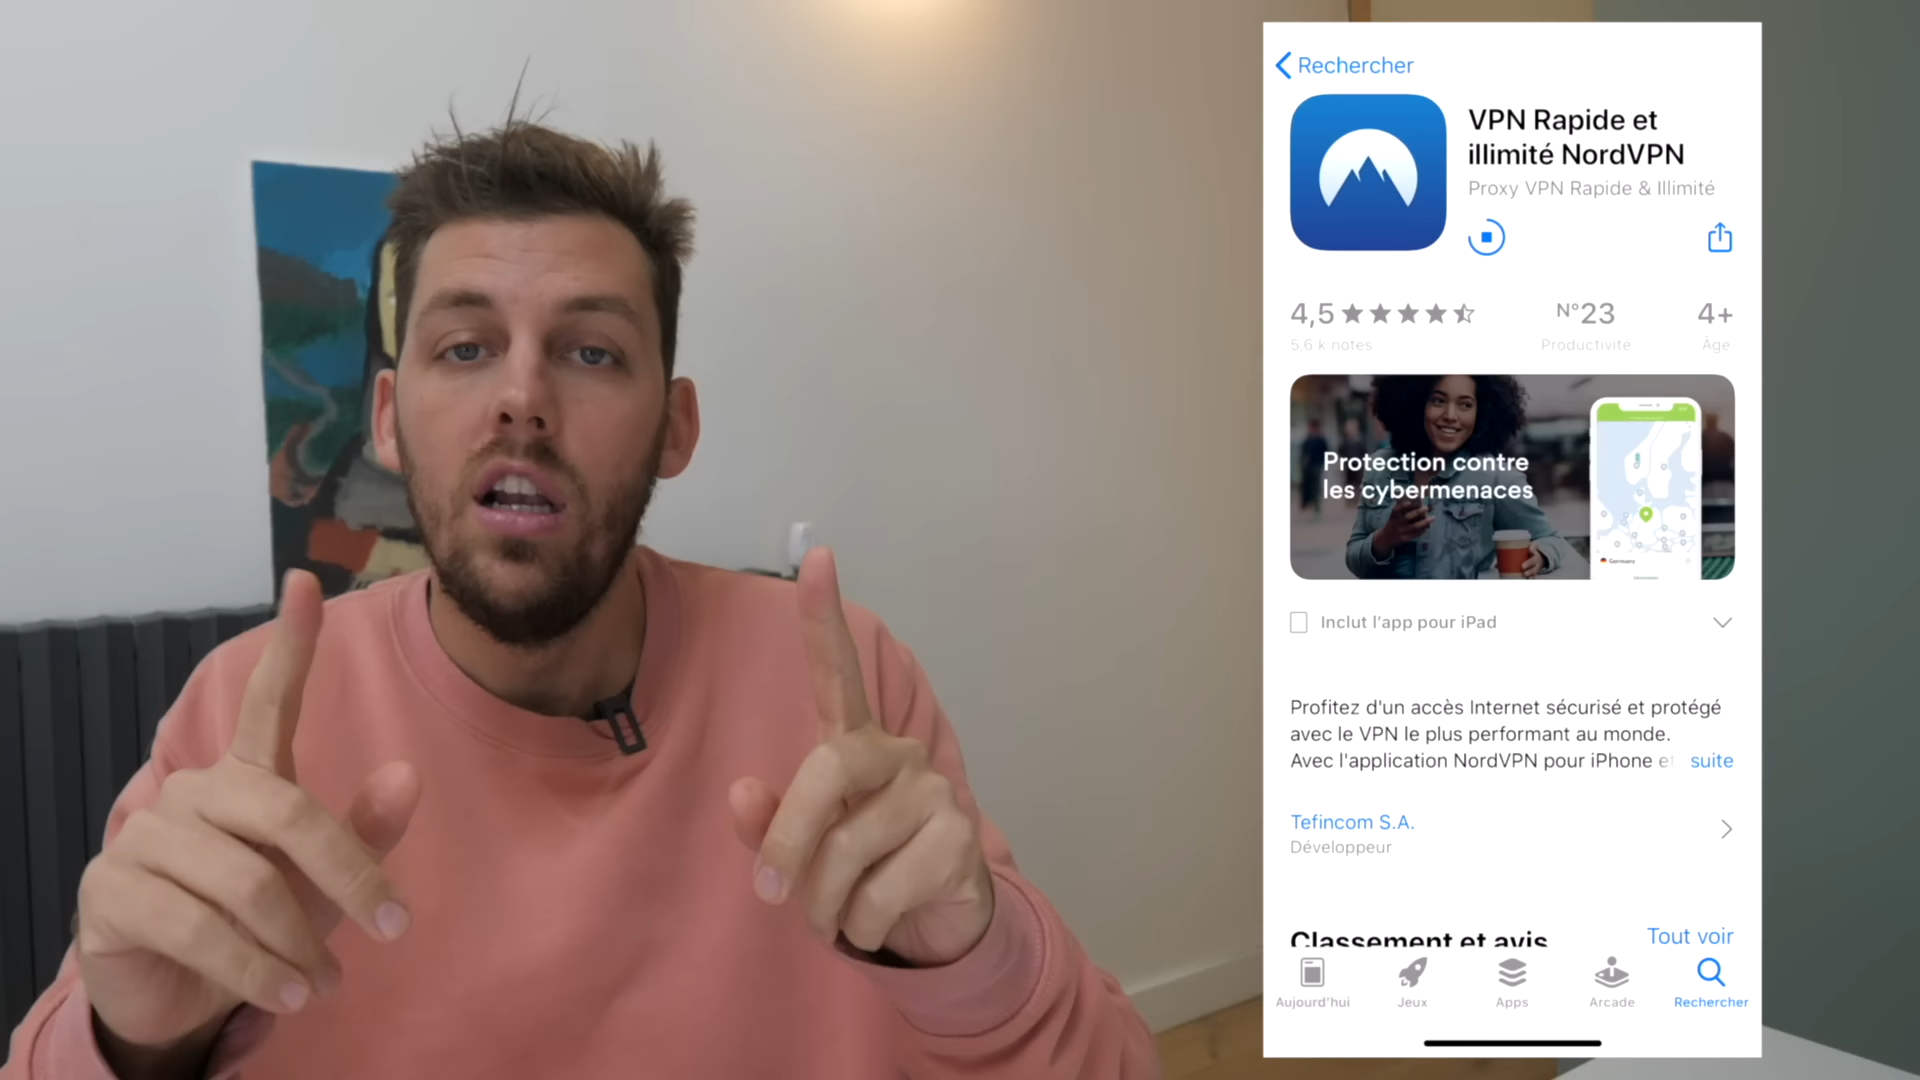 Rechercher
VPN Rapide et
illimité NordVPN
Proxy VPN Rapide & Illimité
4,5
N°23
4+
5,6 k notes
Productivité
Âge
Protection contre
les cybermenaces
Germany
Inclut l'app pour iPad
Profitez d'un accès Internet sécurisé et protégé
avec le VPN le plus performant au monde.
Avec l'application NordVPN pour iPhone et
suite
Tefincom S.A.
Développeur
Classement et avis
Tout voir
Aujourd'hui
Jeux
Apps
Arcade
Rechercher